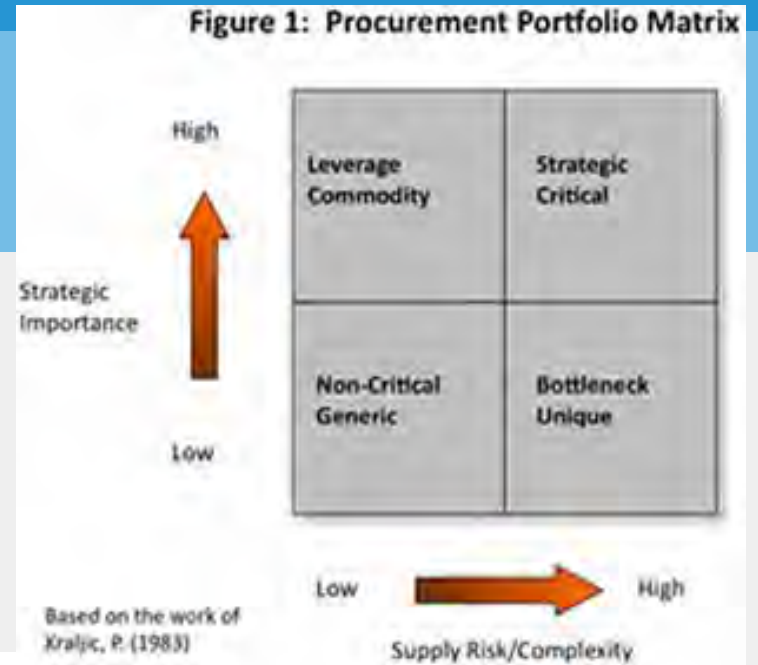 Figure 1: Procurement Portfolio Matrix
High
Leverage
Commodity
Strategic
Critical
Strategic
Importance
Non-Critical
Generic
Bottleneck
Unique
Low
Low
High
Based on the work of
Kraljic, P. (1983)
Supply Risk/Complexity